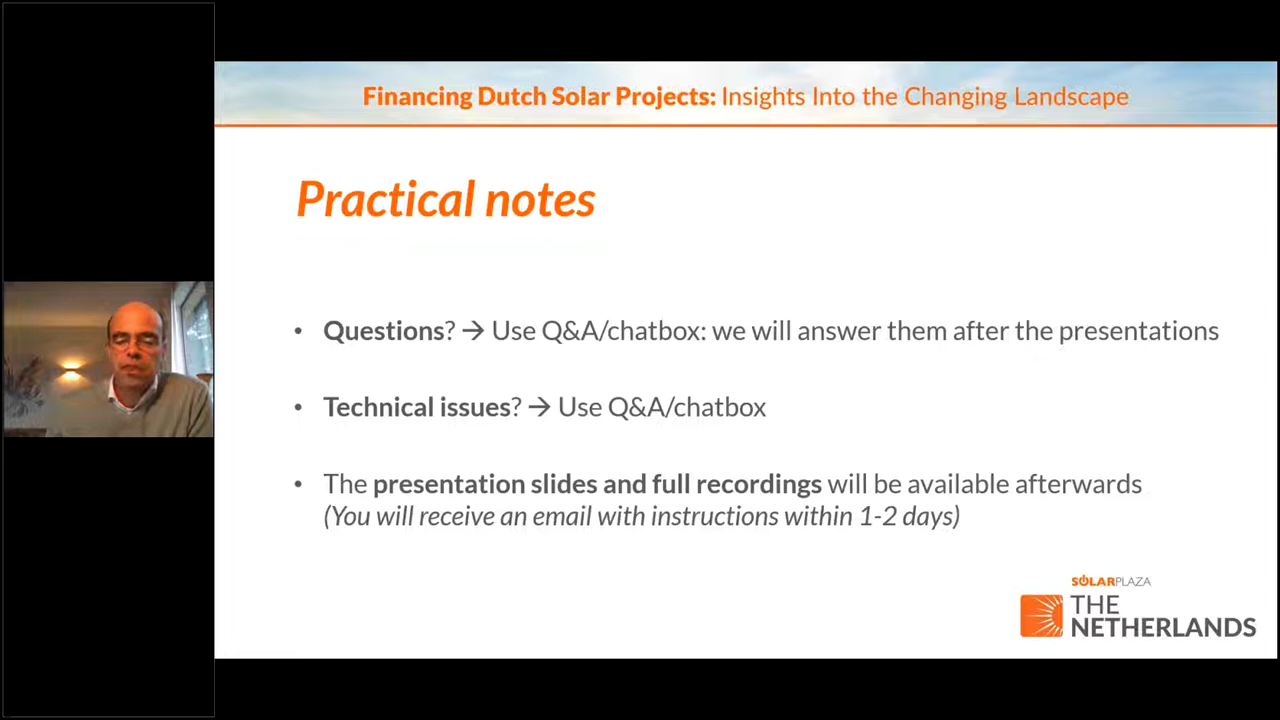 Financing Dutch Solar Projects: Insights Into the Changing Landscape
Practical notes
• Questions? → Use Q&A/chatbox: we will answer them after the presentations
• Technical issues? → Use Q&A/chatbox
• The presentation slides and full recordings will be available afterwards
(You will receive an email with instructions within 1-2 days)
SOLARPLAZA
THE
NETHERLANDS